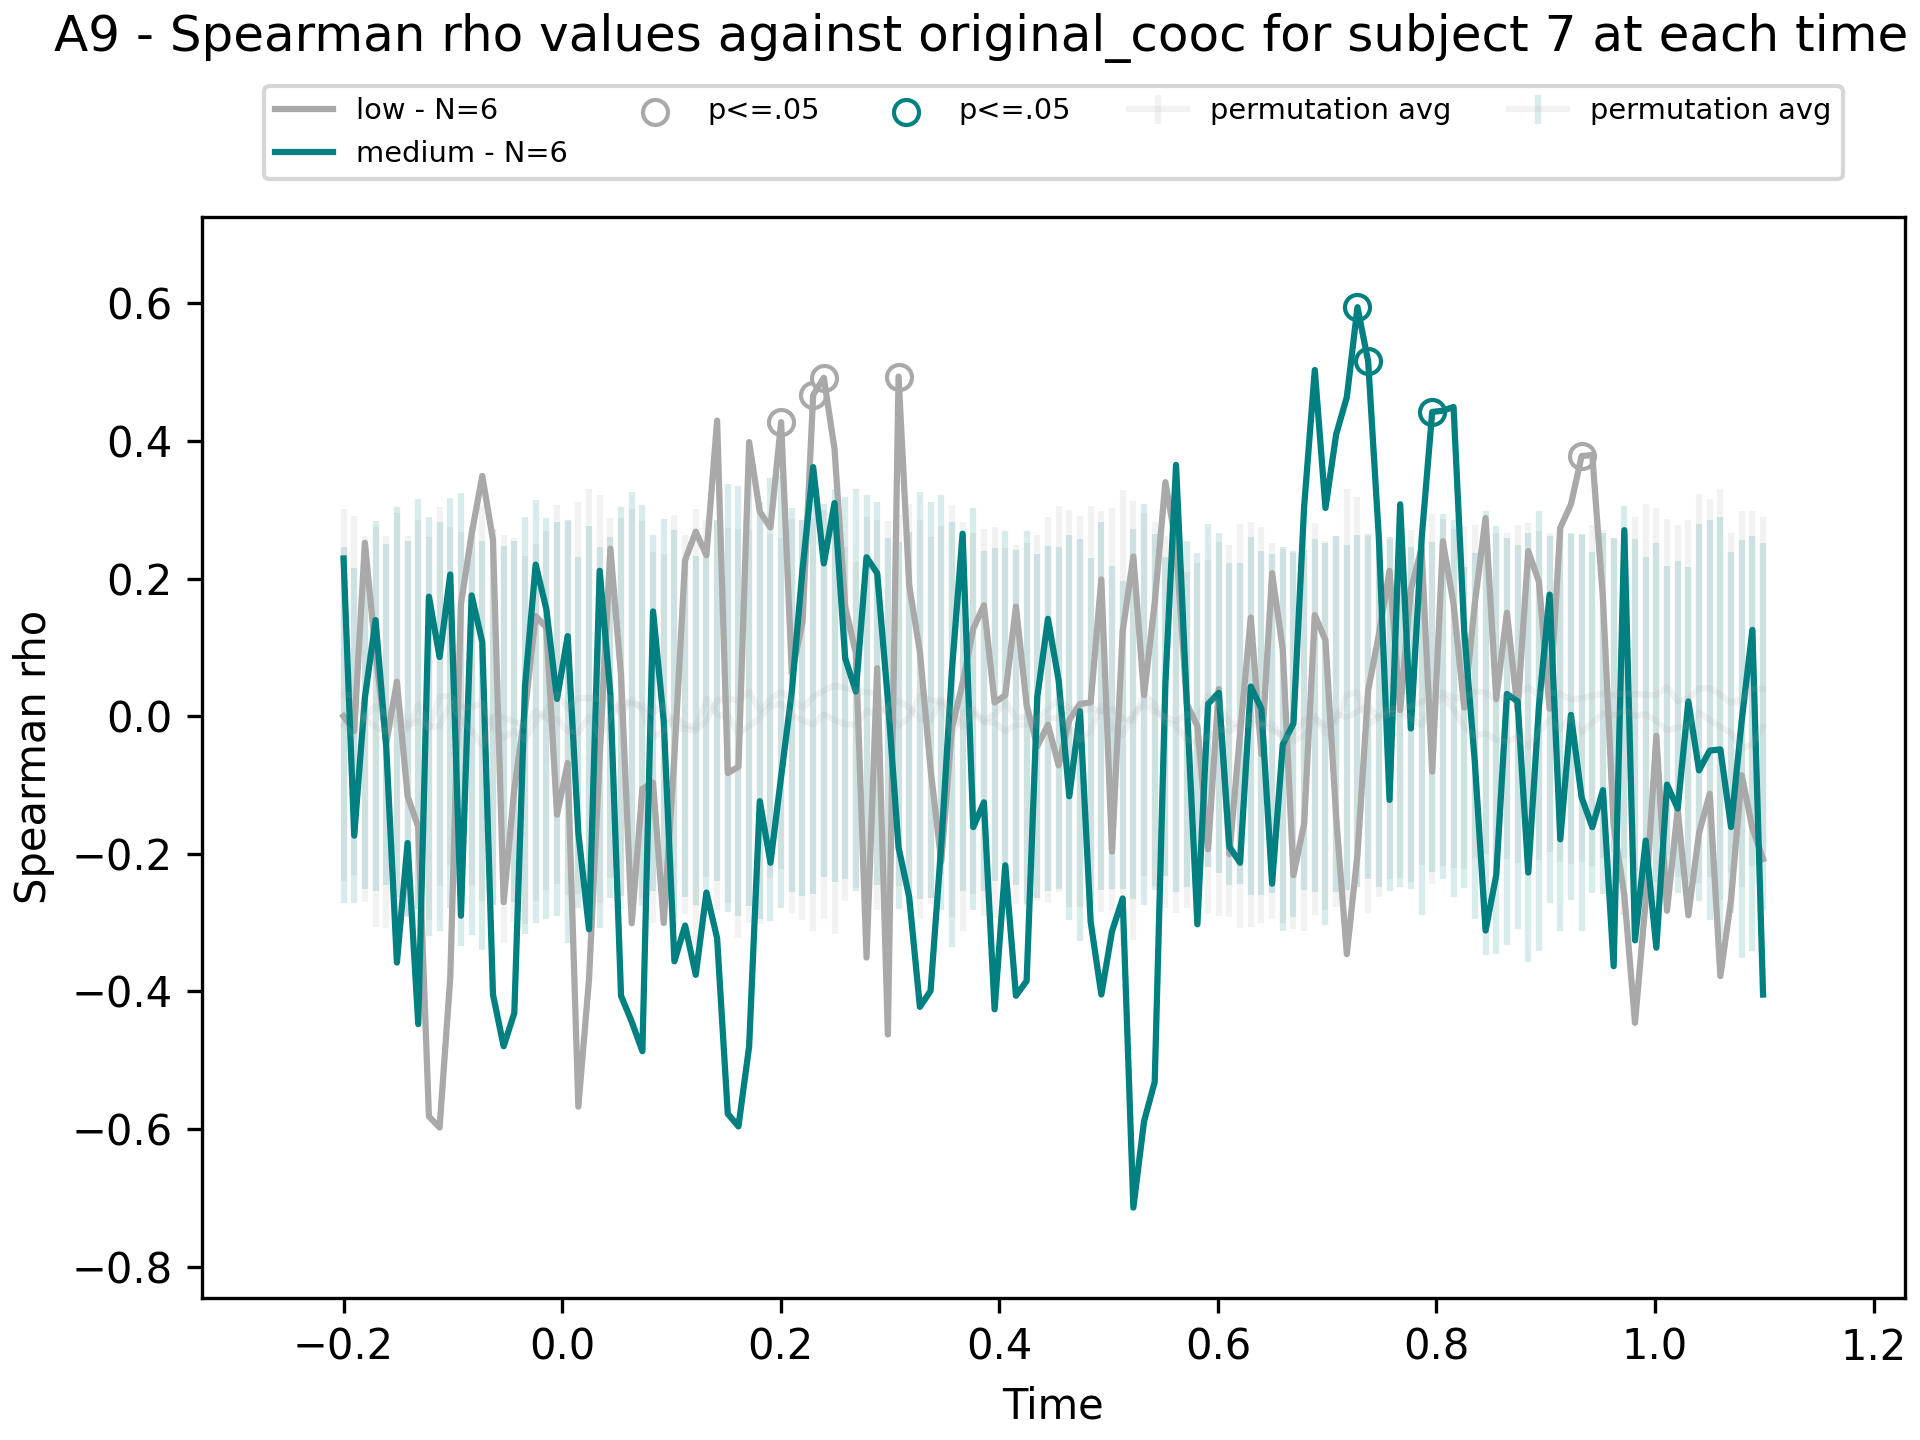 A9 - Spearman rho values against original_cooc for subject 7 at each time
low - N=6
medium - N=6
p<=.05
p<=.05
permutation avg
permutation avg
Spearman rho
0.6
0.4
0.2
0.0
−0.2
−0.4
−0.6
−0.8
−0.2 0.0 0.2 0.4 0.6 0.8 1.0 1.2
Time